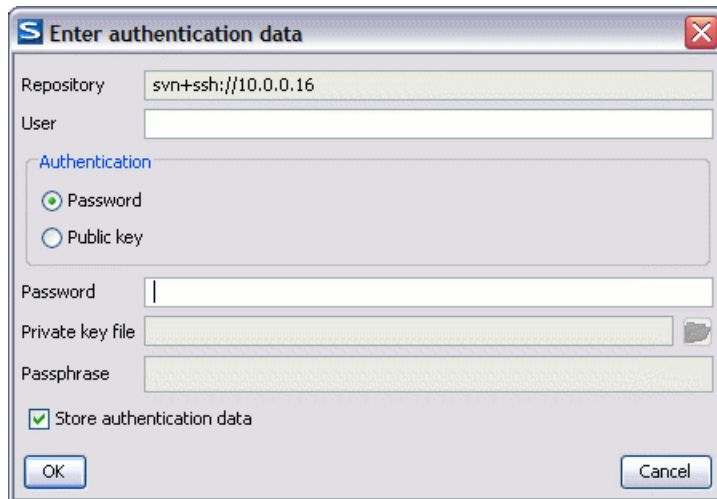 S Enter authentication data
Repository svn+ssh://10.0.0.16
User
Authentication
Password
Public key
Password
Private key file
Passphrase
Store authentication data
OK Cancel